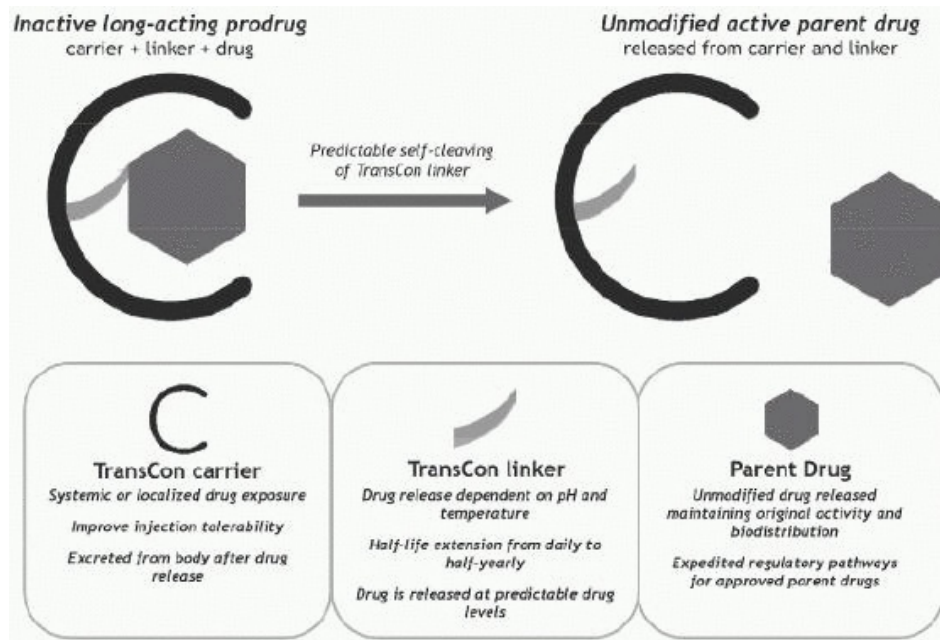 Inactive long-acting prodrug
carrier + linker + drug
Unmodified active parent drug
released from carrier and linker
Predictable self-cleaving
of TransCon linker
TransCon carrier
Systemic or localized drug exposure
Improve injection tolerability
Excreted from body after drug
release
TransCon linker
Drug release dependent on pH and
temperature
Half-life extension from daily to
half-yearly
Drug is released at predictable drug
levels
Parent Drug
Unmodified drug released
maintaining original activity and
biodistribution
Expedited regulatory pathways
for approved parent drugs